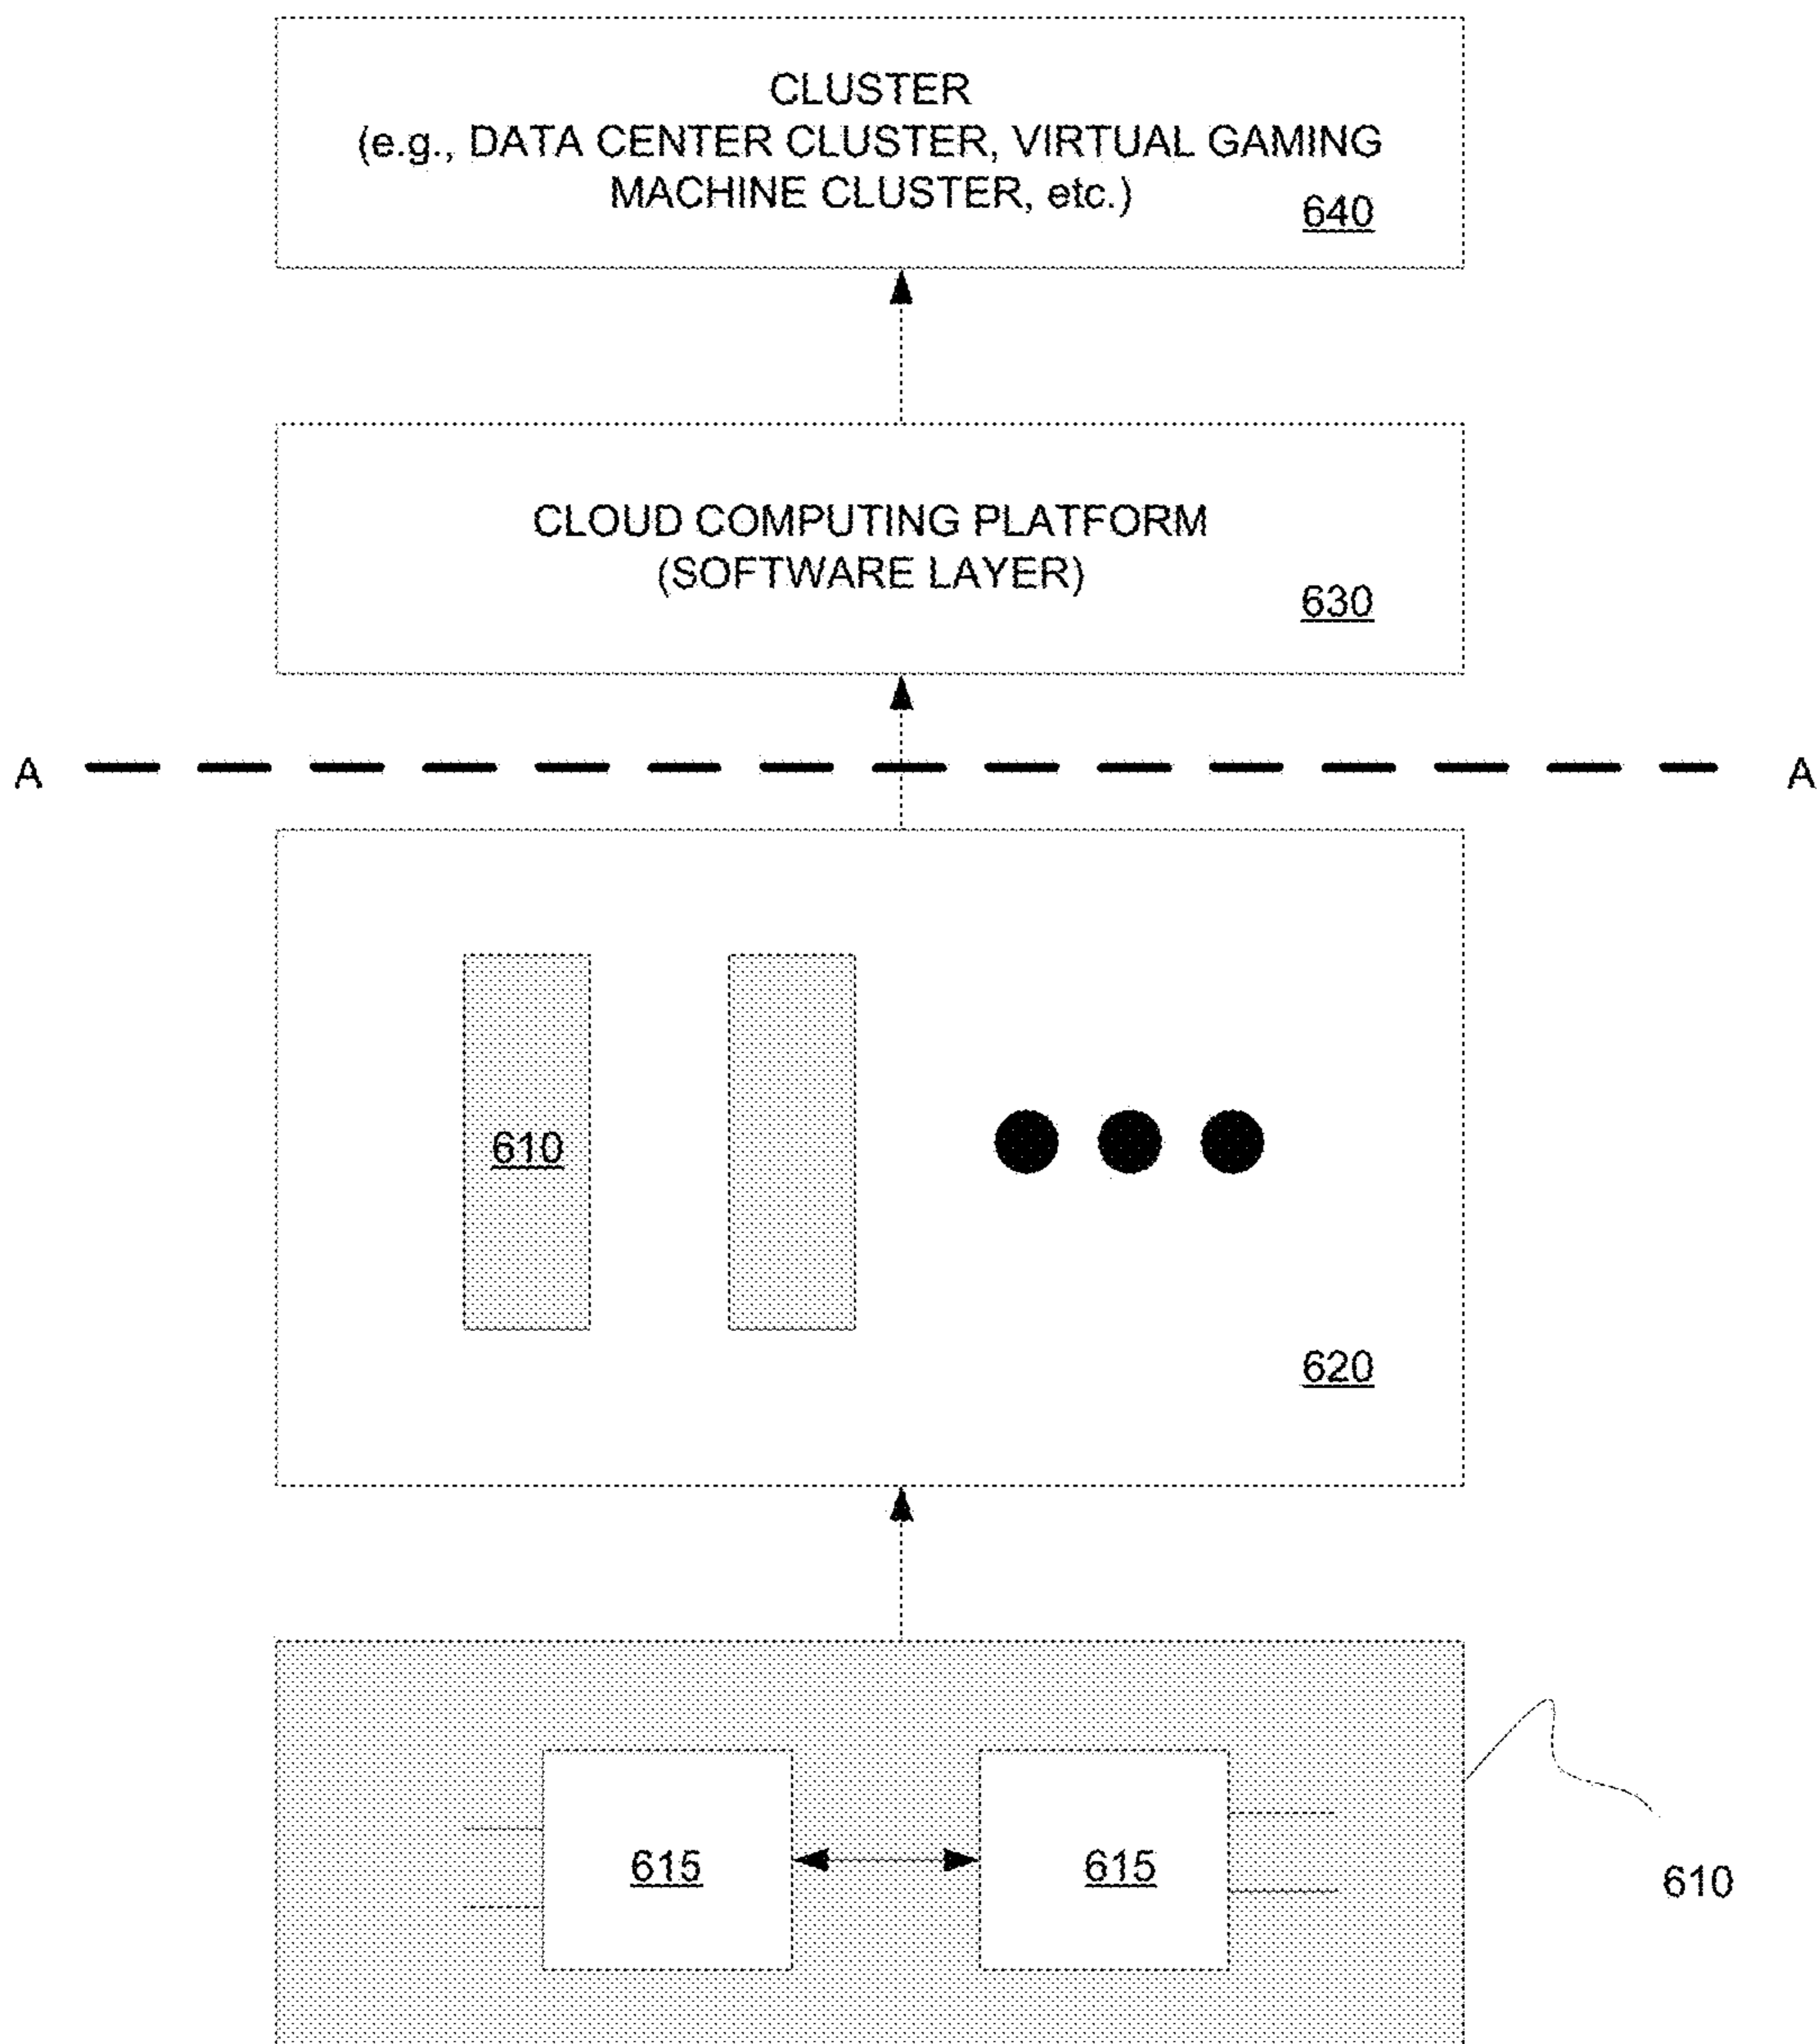 CLUSTER
(e.g., DATA CENTER CLUSTER, VIRTUAL GAMING
MACHINE CLUSTER, etc.)
640
CLOUD COMPUTING PLATFORM
(SOFTWARE LAYER)
630
A A
610
620
615 615
610